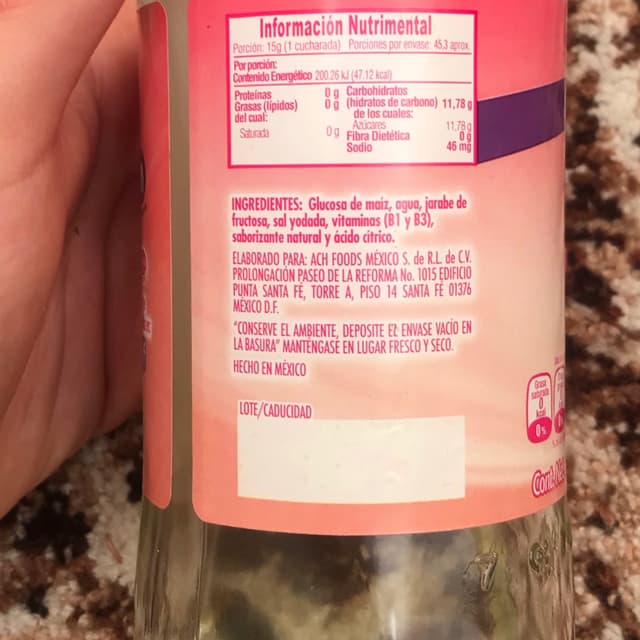 Información Nutrimental
Porción: 15g (1 cucharada) Porciones por envase: 45,3 aprox.
Por porción:
Contenido Energético 200.26 kJ (47.12 kcal)
Proteínas 0 g
Grasas (lípidos) 0 g
del cual:
Saturada 0 g
Carbohidratos
(hidratos de carbono) 11,78 g
de los cuales:
Azúcares 11,78 g
Fibra Dietética 0 g
Sodio 46 mg
INGREDIENTES: Glucosa de maíz, agua, jarabe de
fructosa, sal yodada, vitaminas (B1 y B3),
saborizante natural y ácido cítrico.
ELABORADO PARA: ACH FOODS MÉXICO S. de R.L. de C.V.
PROLONGACIÓN PASEO DE LA REFORMA No. 1015 EDIFICIO
PUNTA SANTA FÉ, TORRE A, PISO 14 SANTA FÉ 01376
MÉXICO D.F.
"CONSERVE EL AMBIENTE, DEPOSITE EL ENVASE VACÍO EN
LA BASURA" MANTÉNGASE EN LUGAR FRESCO Y SECO.
HECHO EN MÉXICO
LOTE/CADUCIDAD
Grasa
saturada
0
kcal
0%
Cont.
7